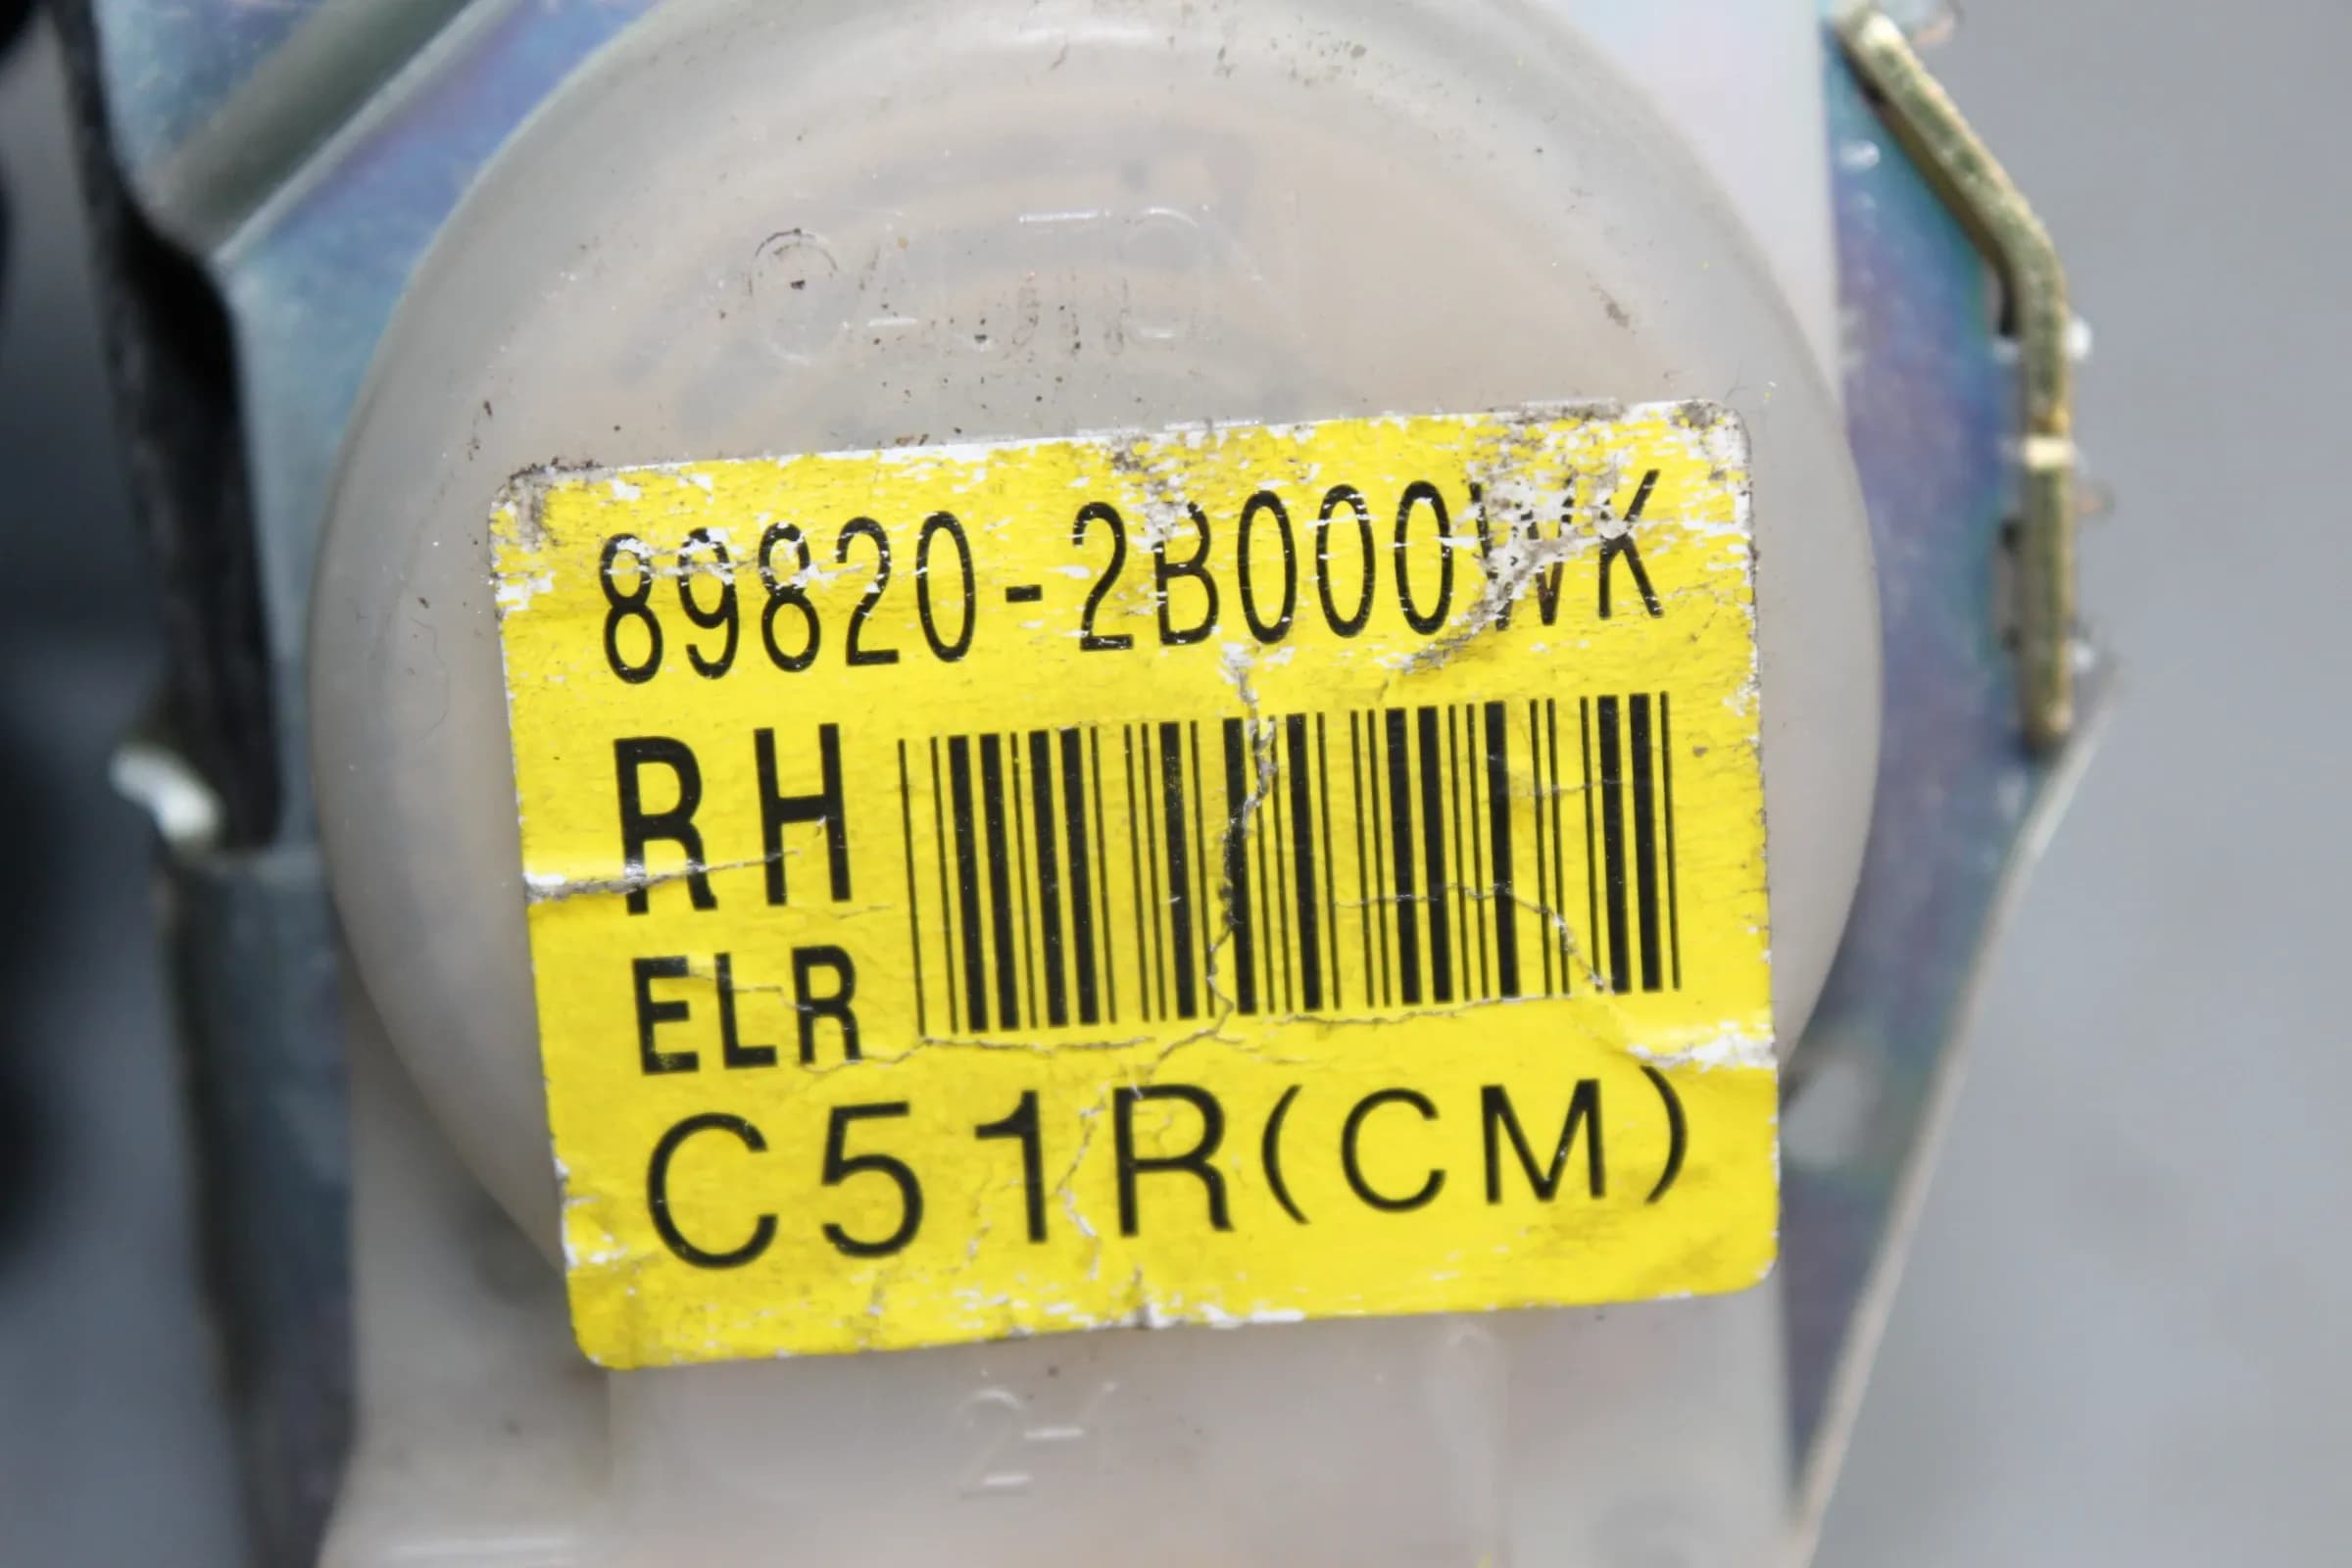 89820-2B000WK
RH
ELR
C51R(CM)